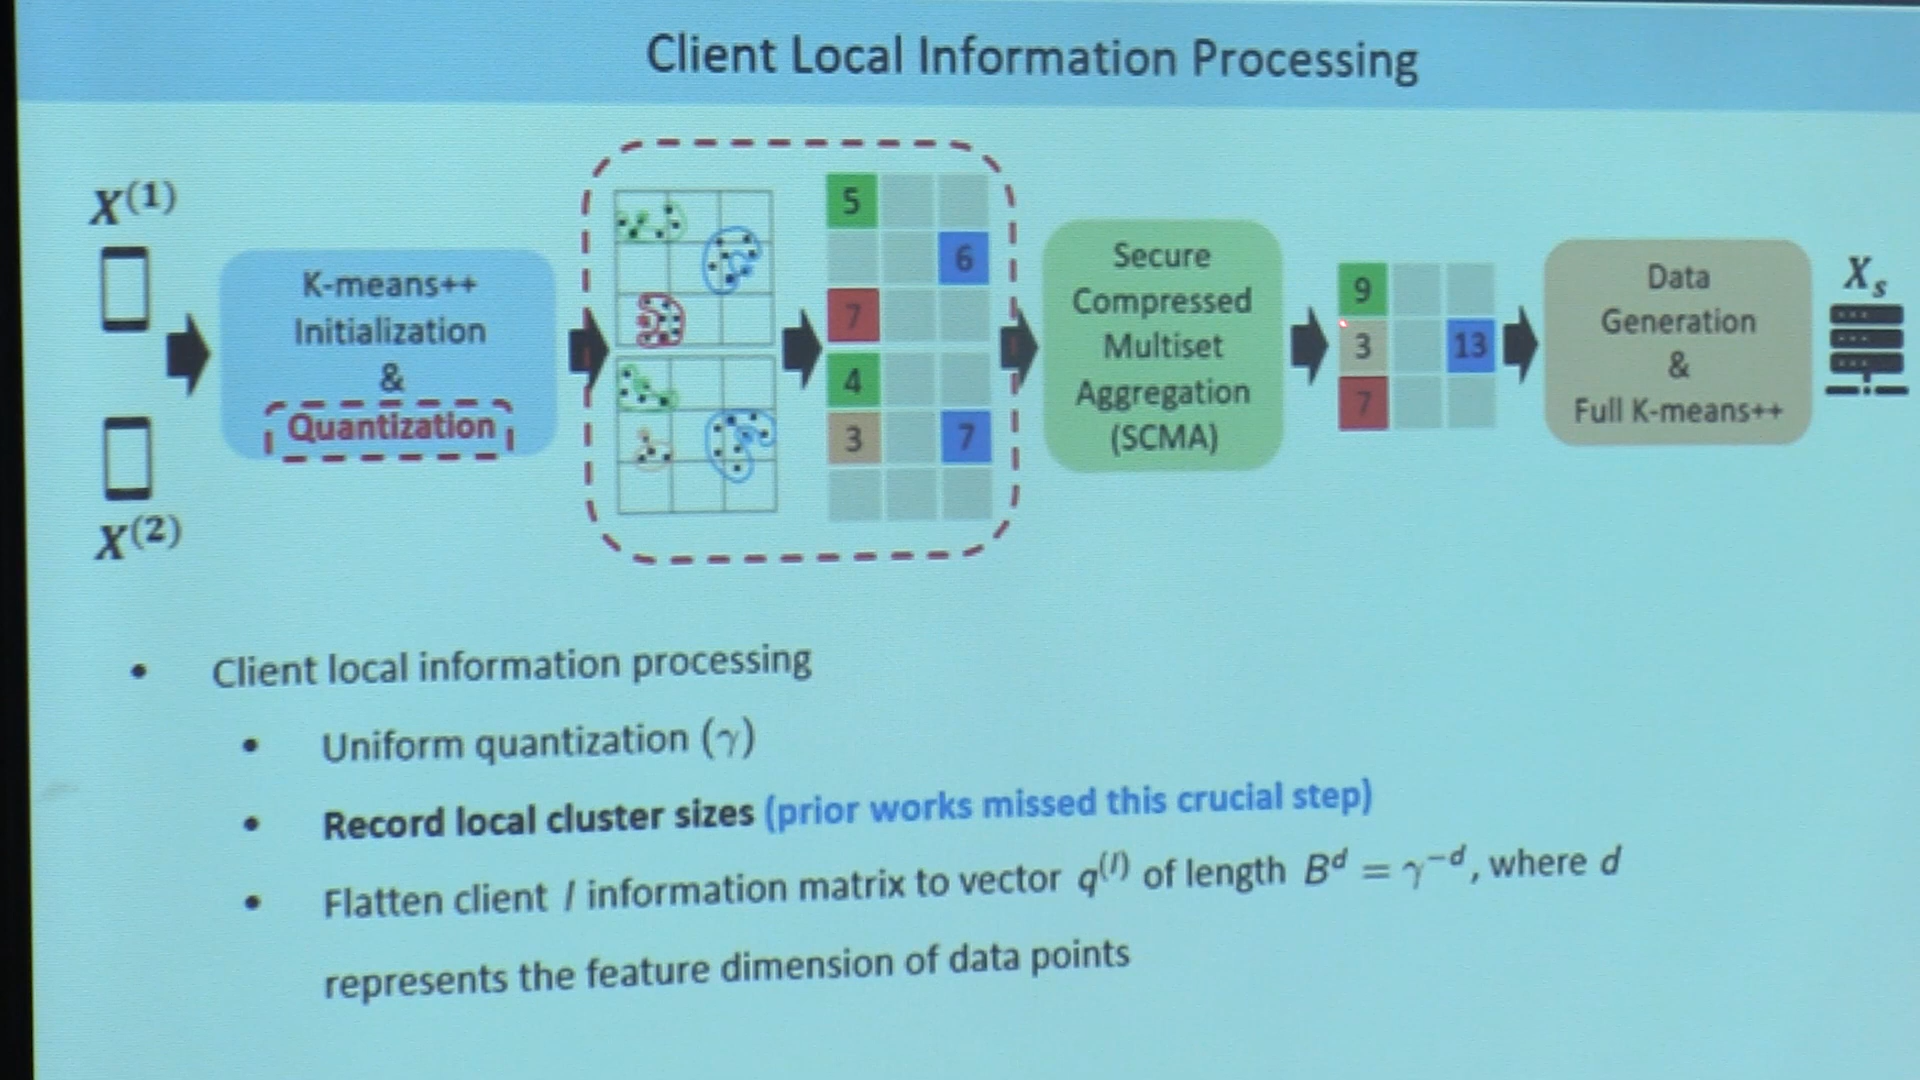 Client Local Information Processing
X(1)
X(2)
K-means++
Initialization
&
Quantization
5
6
7
4
3
7
Secure
Compressed
Multiset
Aggregation
(SCMA)
9
3
13
7
Data
Generation
&
Full K-means++
Xs
• Client local information processing
• Uniform quantization (γ)
• Record local cluster sizes (prior works missed this crucial step)
• Flatten client l information matrix to vector q(l) of length B^d = γ^−d, where d
represents the feature dimension of data points